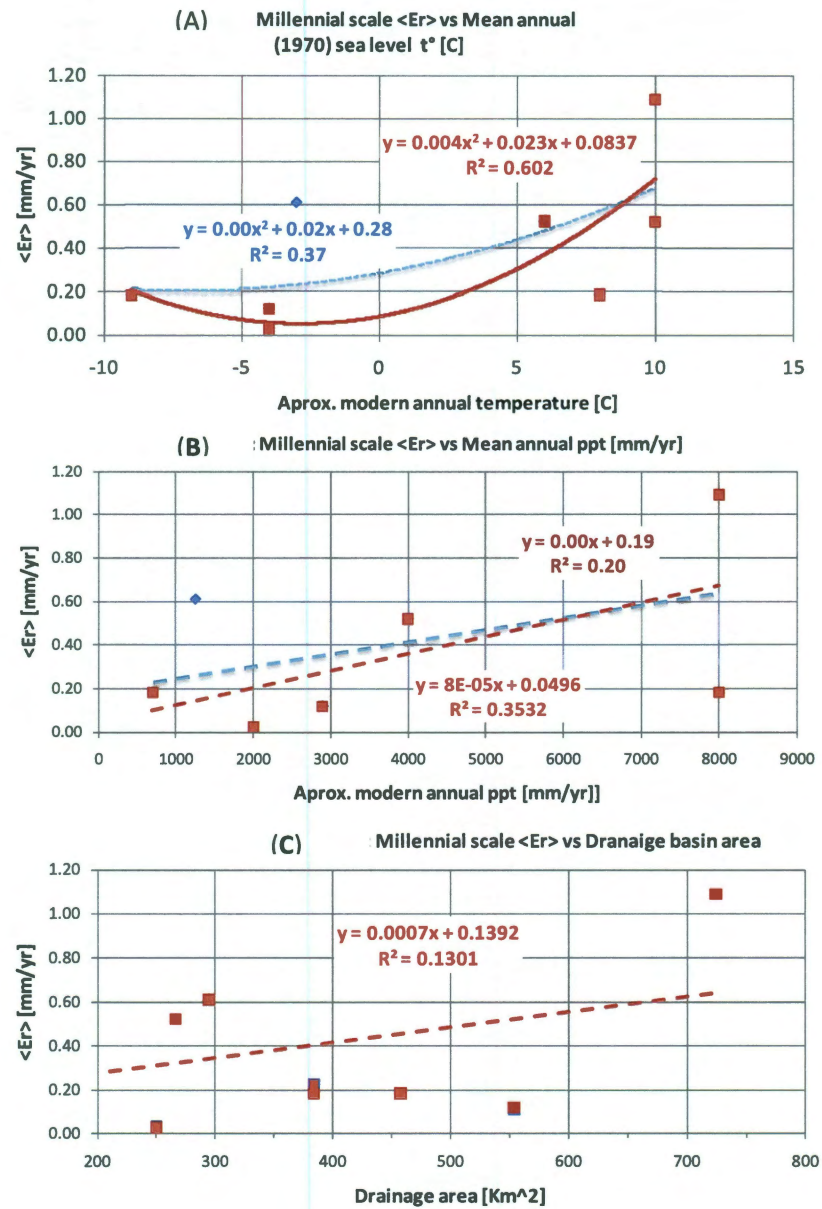 (A) Millennial scale <Er> vs Mean annual
(1970) sea level t° [C]
1.20
1.00
0.80
0.60
0.40
0.20
0.00
<Er> [mm/yr]
y = 0.004x² + 0.023x + 0.0837
R² = 0.602
y = 0.00x² + 0.02x + 0.28
R² = 0.37
-10 -5 0 5 10 15
Aprox. modern annual temperature [C]
(B) : Millennial scale <Er> vs Mean annual ppt [mm/yr]
1.20
1.00
0.80
0.60
0.40
0.20
0.00
<Er> [mm/yr]
y = 0.00x + 0.19
R² = 0.20
y = 8E-05x + 0.0496
R² = 0.3532
0 1000 2000 3000 4000 5000 6000 7000 8000 9000
Aprox. modern annual ppt [mm/yr]]
(C) : Millennial scale <Er> vs Dranaige basin area
1.20
1.00
0.80
0.60
0.40
0.20
0.00
<Er> [mm/yr]
y = 0.0007x + 0.1392
R² = 0.1301
200 300 400 500 600 700 800
Drainage area [Km^2]